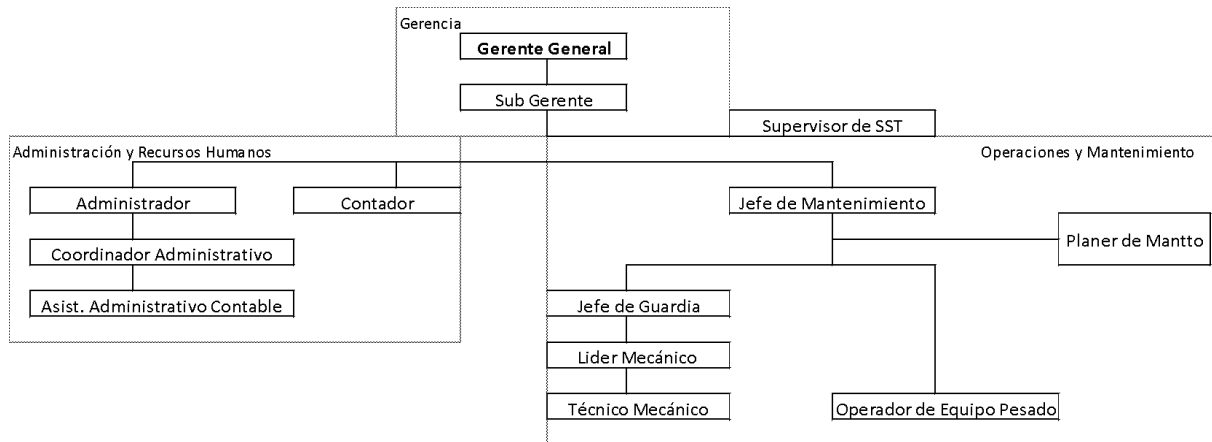 Gerencia
Gerente General
Sub Gerente
Supervisor de SST
Administración y Recursos Humanos
Operaciones y Mantenimiento
Administrador
Contador
Jefe de Mantenimiento
Planer de Mantto
Coordinador Administrativo
Asist. Administrativo Contable
Jefe de Guardia
Lider Mecánico
Técnico Mecánico
Operador de Equipo Pesado